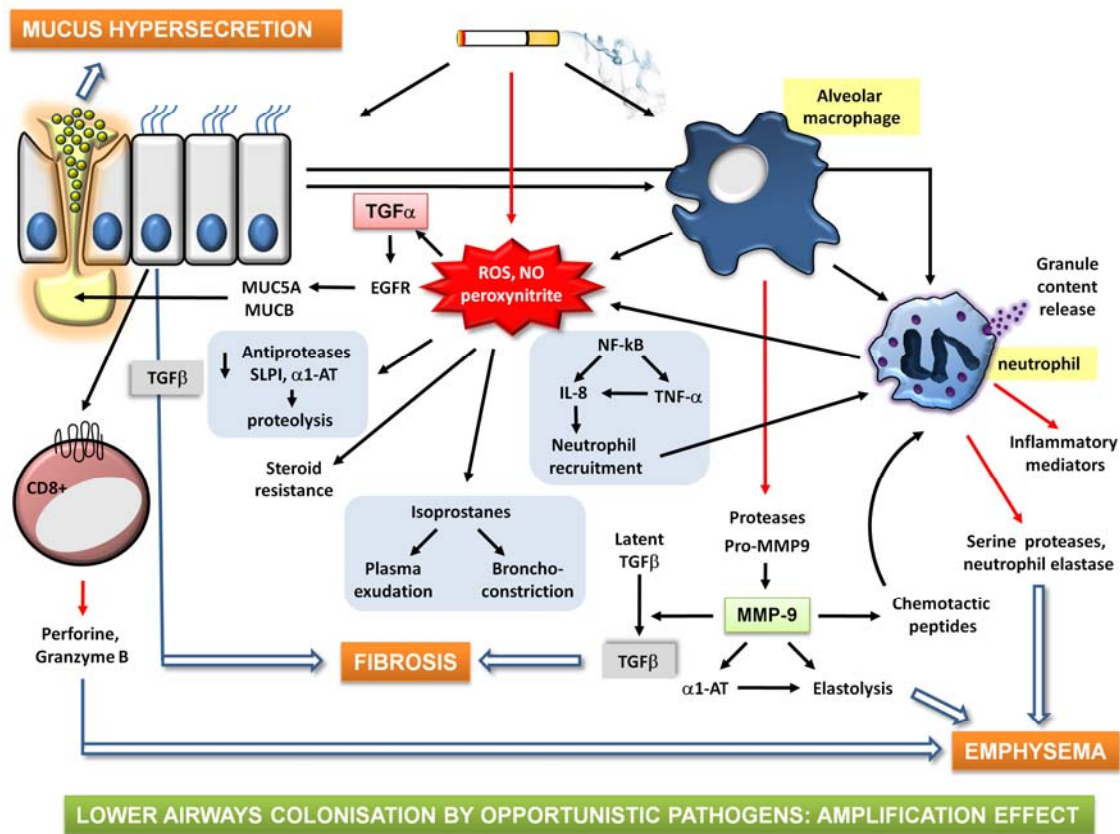 MUCUS HYPERSECRETION
Alveolar
macrophage
TGFα
ROS, NO
peroxynitrite
EGFR
MUC5A
MUCB
Granule
content
release
neutrophil
TGFβ
Antiproteases
SLPI, α1-AT
proteolysis
NF-kB
IL-8
TNF-α
Neutrophil
recruitment
Inflammatory
mediators
CD8+
Steroid
resistance
Isoprostanes
Plasma
exudation
Broncho-
constriction
Latent
TGFβ
Proteases
Pro-MMP9
Serine proteases,
neutrophil elastase
MMP-9
Chemotactic
peptides
Perforine,
Granzyme B
FIBROSIS
TGFβ
α1-AT
Elastolysis
EMPHYSEMA
LOWER AIRWAYS COLONISATION BY OPPORTUNISTIC PATHOGENS: AMPLIFICATION EFFECT